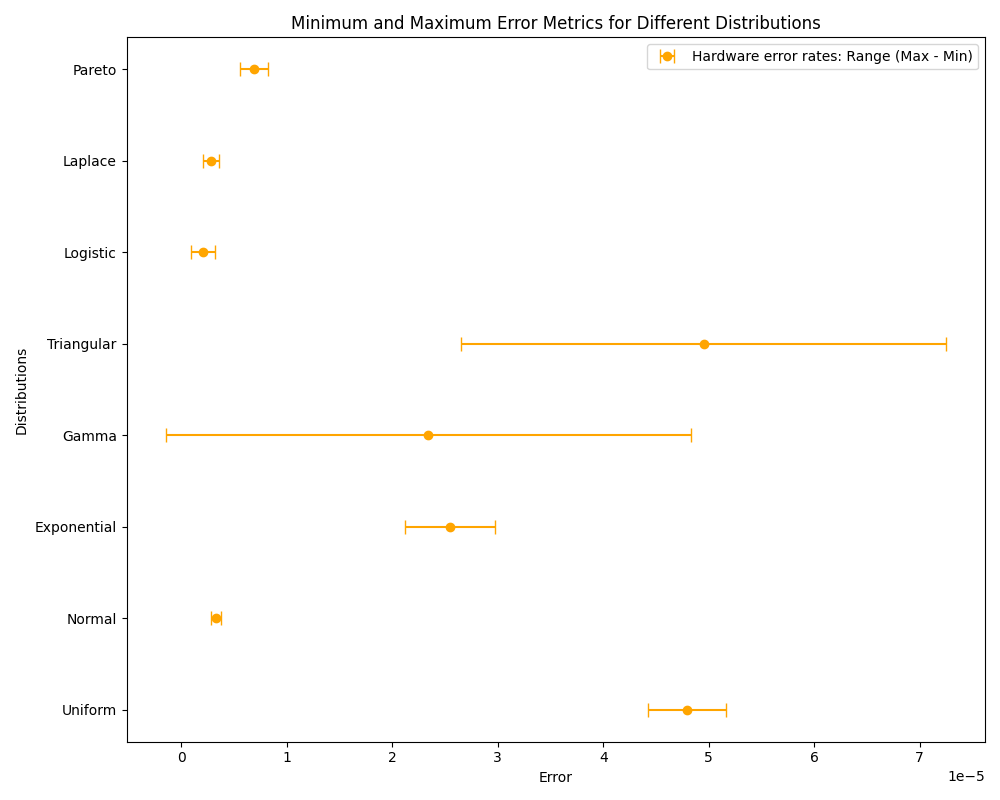 Minimum and Maximum Error Metrics for Different Distributions
Hardware error rates: Range (Max - Min)
Pareto
Laplace
Logistic
Triangular
Gamma
Exponential
Normal
Uniform
Distributions
0 1 2 3 4 5 6 7
1e−5
Error